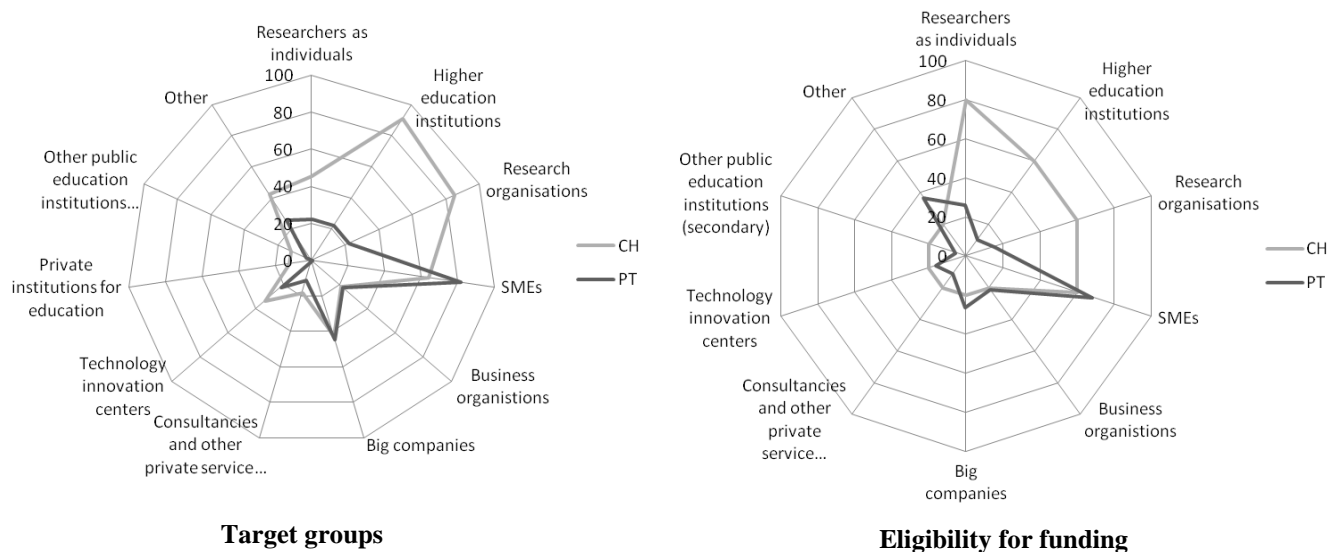 Researchers as
individuals
100
80
60
40
20
0
Higher
education
institutions
Research
organisations
SMEs
Business
organistions
Big companies
Consultancies
and other
private service...
Technology
innovation
centers
Private
institutions for
education
Other public
education
institutions...
Other
CH
PT
Target groups
Researchers
as individuals
100
80
60
40
20
0
Higher
education
institutions
Research
organisations
SMEs
Business
organistions
Big
companies
Consultancies
and other
private
service...
Technology
innovation
centers
Other public
education
institutions
(secondary)
Other
CH
PT
Eligibility for funding